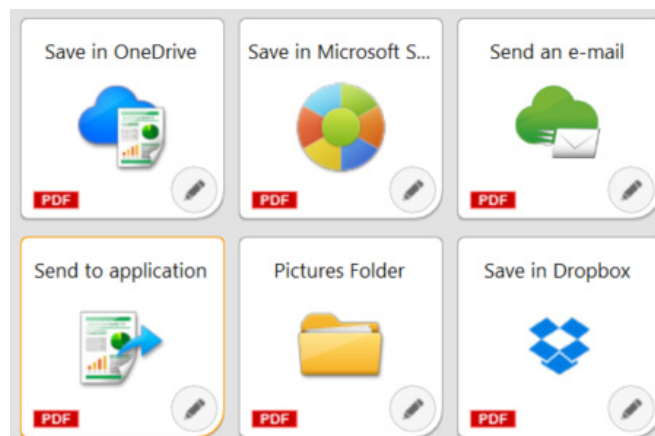 Save in OneDrive
Save in Microsoft S...
Send an e-mail
PDF
PDF
PDF
Send to application
Pictures Folder
Save in Dropbox
PDF
PDF
PDF